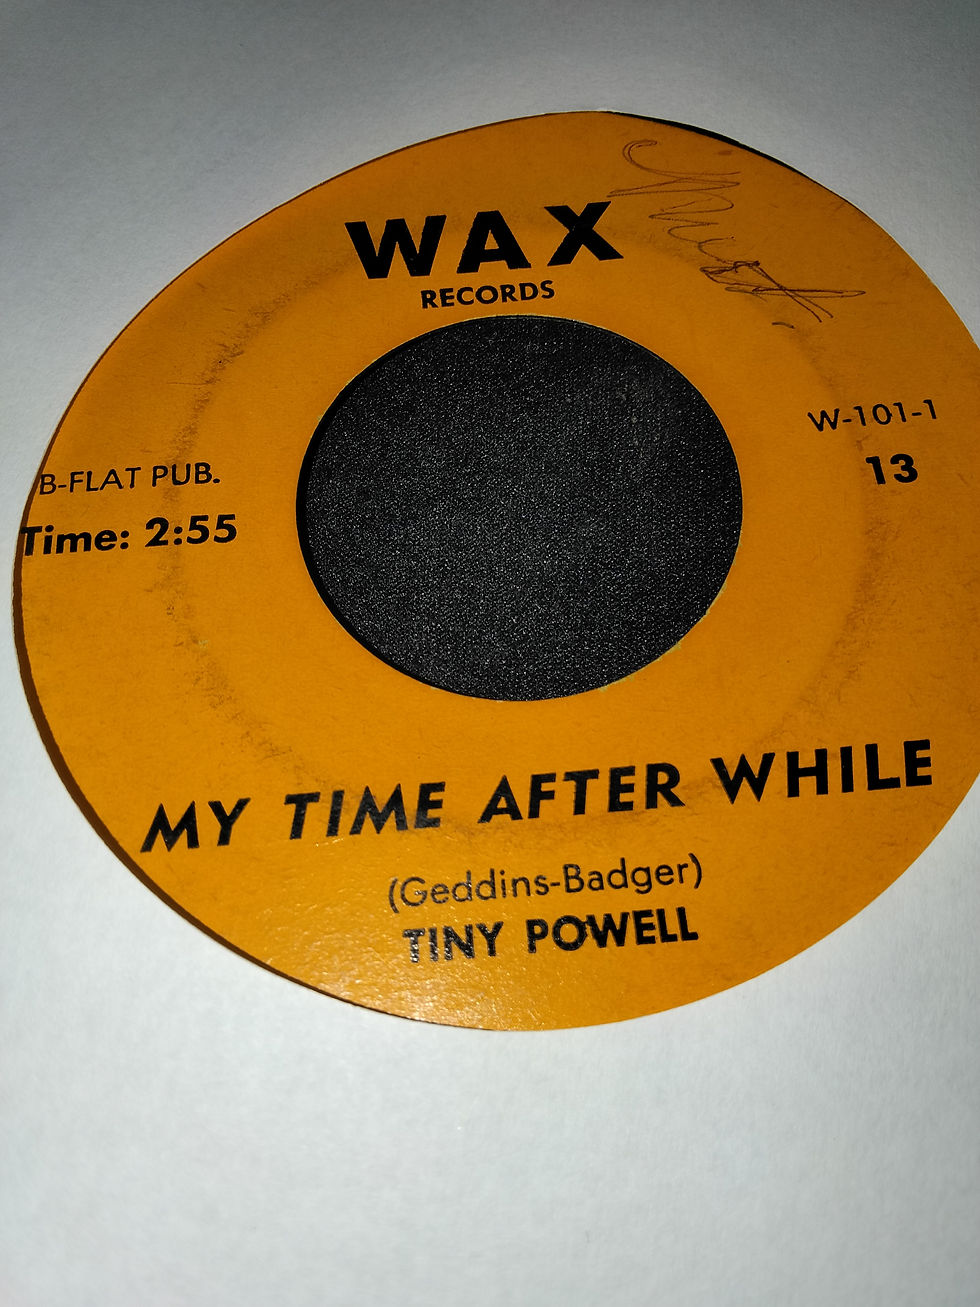 WAX
RECORDS
B-FLAT PUB.
Time: 2:55
W-101-1
13
MY TIME AFTER WHILE
(Geddins-Badger)
TINY POWELL